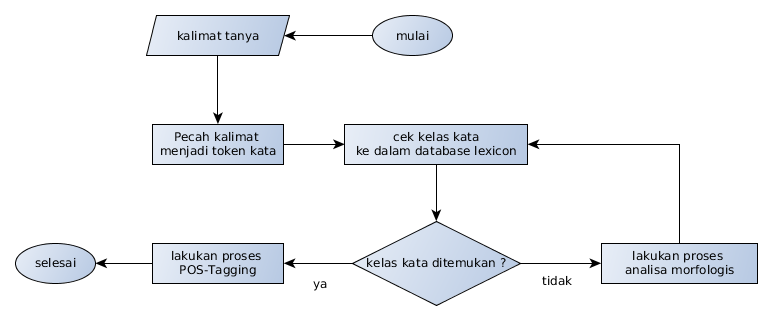 mulai
kalimat tanya
Pecah kalimat
menjadi token kata
cek kelas kata
ke dalam database lexicon
kelas kata ditemukan ?
ya
tidak
lakukan proses
POS-Tagging
selesai
lakukan proses
analisa morfologis